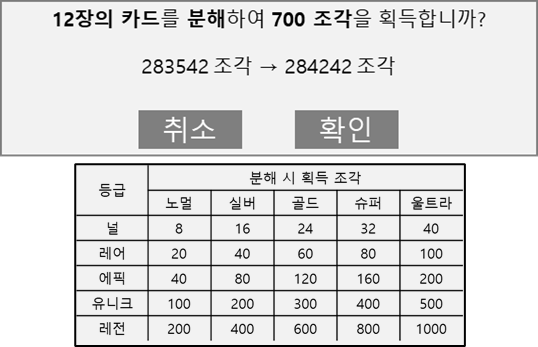 12장의 카드를 분해하여 700 조각을 획득합니까?
283542 조각 → 284242 조각
취소 확인
등급 분해 시 획득 조각
노멀 실버 골드 슈퍼 울트라
널 8 16 24 32 40
레어 20 40 60 80 100
에픽 40 80 120 160 200
유니크 100 200 300 400 500
레전 200 400 600 800 1000